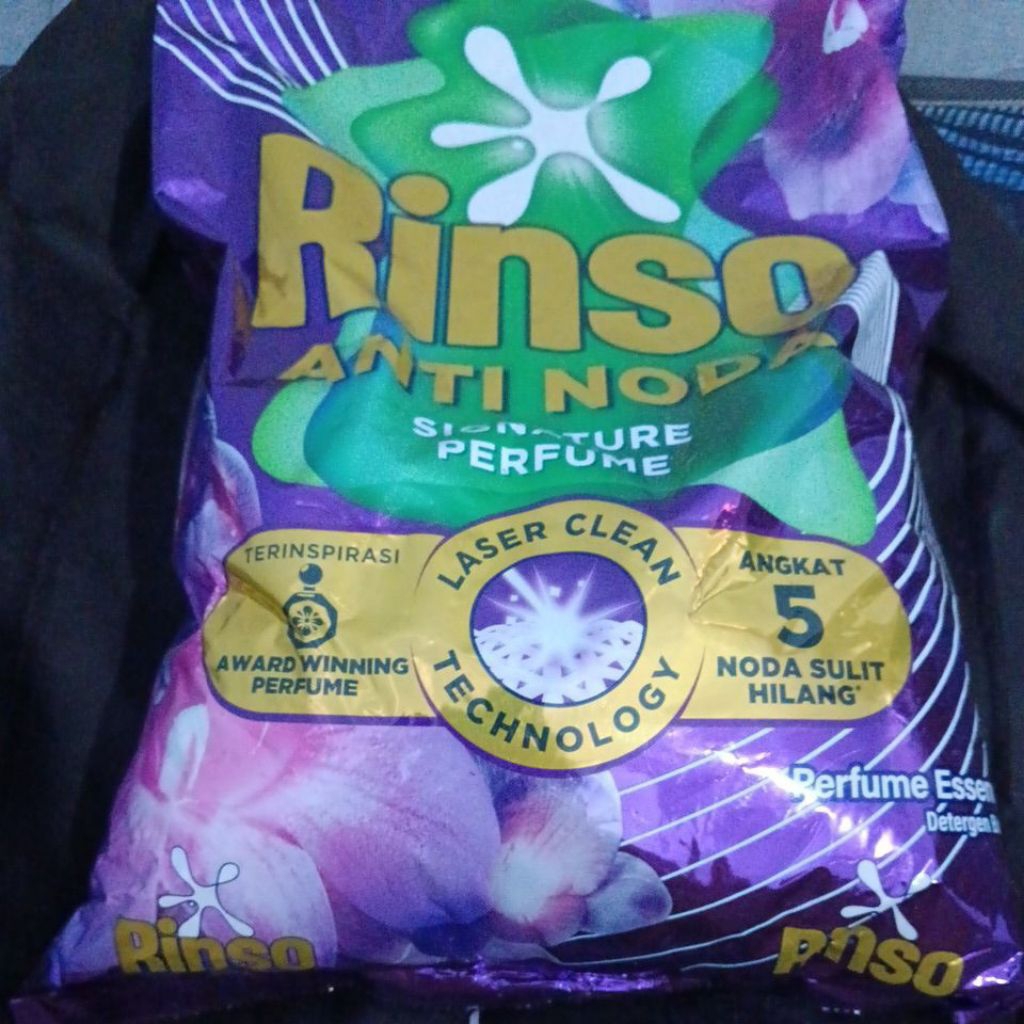 Rinso
ANTI NODA
SIGNATURE
PERFUME
TERINSPIRASI
AWARD WINNING
PERFUME
LASER CLEAN
TECHNOLOGY
ANGKAT
5
NODA SULIT
HILANG*
Perfume
Rinso
Rinso